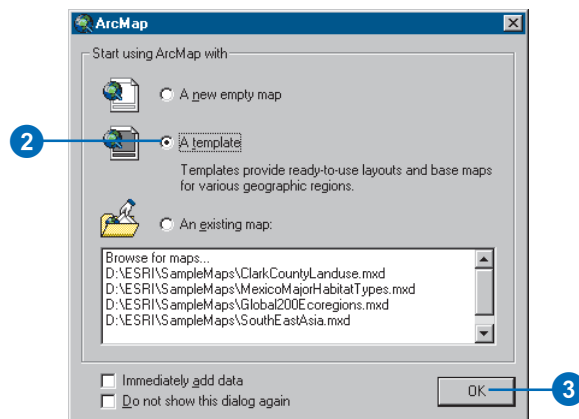 ArcMap
Start using ArcMap with
A new empty map
2
A template
Templates provide ready-to-use layouts and base maps
for various geographic regions.
An existing map:
Browse for maps...
D:\ESRI\SampleMaps\ClarkCountyLanduse.mxd
D:\ESRI\SampleMaps\MexicoMajorHabitatTypes.mxd
D:\ESRI\SampleMaps\Global200Ecoregions.mxd
D:\ESRI\SampleMaps\SouthEastAsia.mxd
Immediately add data
Do not show this dialog again
OK
3